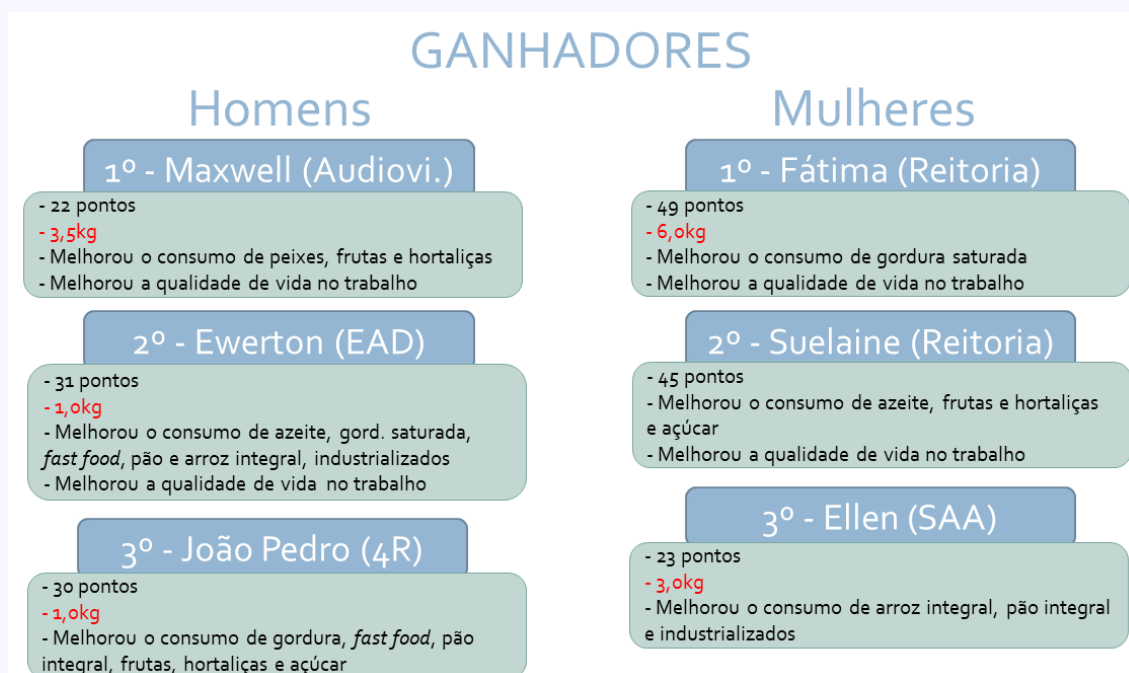 GANHADORES
Homens
1º - Maxwell (Audiovi.)
- 22 pontos
- 3,5kg
- Melhorou o consumo de peixes, frutas e hortaliças
- Melhorou a qualidade de vida no trabalho
2º - Ewerton (EAD)
- 31 pontos
- 1,0kg
- Melhorou o consumo de azeite, gord. saturada,
fast food, pão e arroz integral, industrializados
- Melhorou a qualidade de vida no trabalho
3º - João Pedro (4R)
- 30 pontos
- 1,0kg
- Melhorou o consumo de gordura, fast food, pão
integral, frutas, hortaliças e açúcar
Mulheres
1º - Fátima (Reitoria)
- 49 pontos
- 6,0kg
- Melhorou o consumo de gordura saturada
- Melhorou a qualidade de vida no trabalho
2º - Suelaine (Reitoria)
- 45 pontos
- Melhorou o consumo de azeite, frutas e hortaliças
e açúcar
- Melhorou a qualidade de vida no trabalho
3º - Ellen (SAA)
- 23 pontos
- 3,0kg
- Melhorou o consumo de arroz integral, pão integral
e industrializados